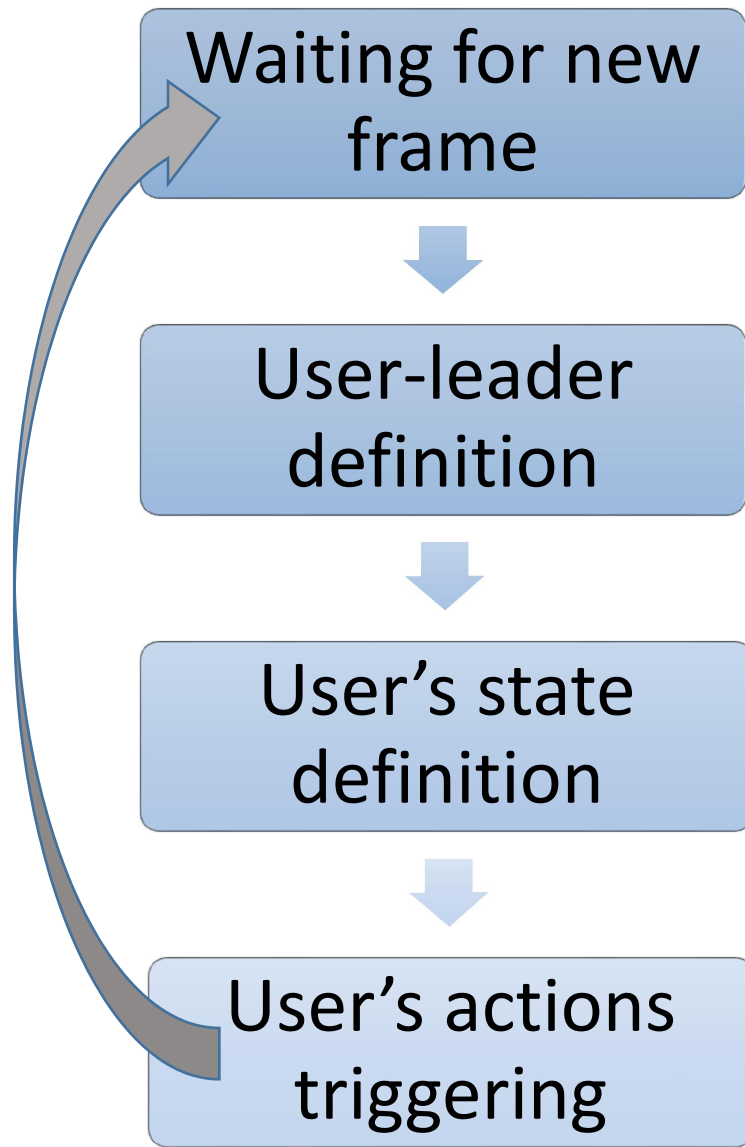 Waiting for new
frame
User-leader
definition
User’s state
definition
User’s actions
triggering